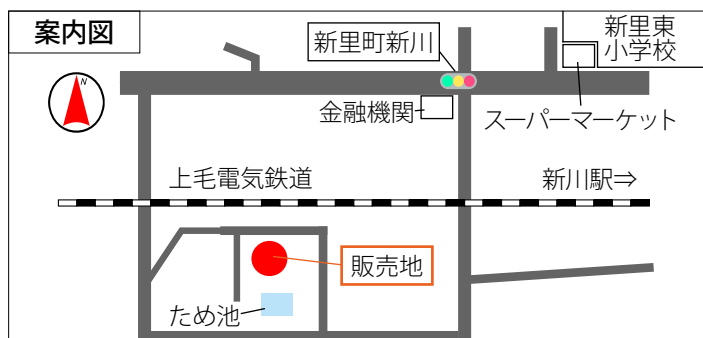 案内図
N
新里町新川
新里東
小学校
金融機関
スーパーマーケット
上毛電気鉄道
新川駅⇒
販売地
ため池